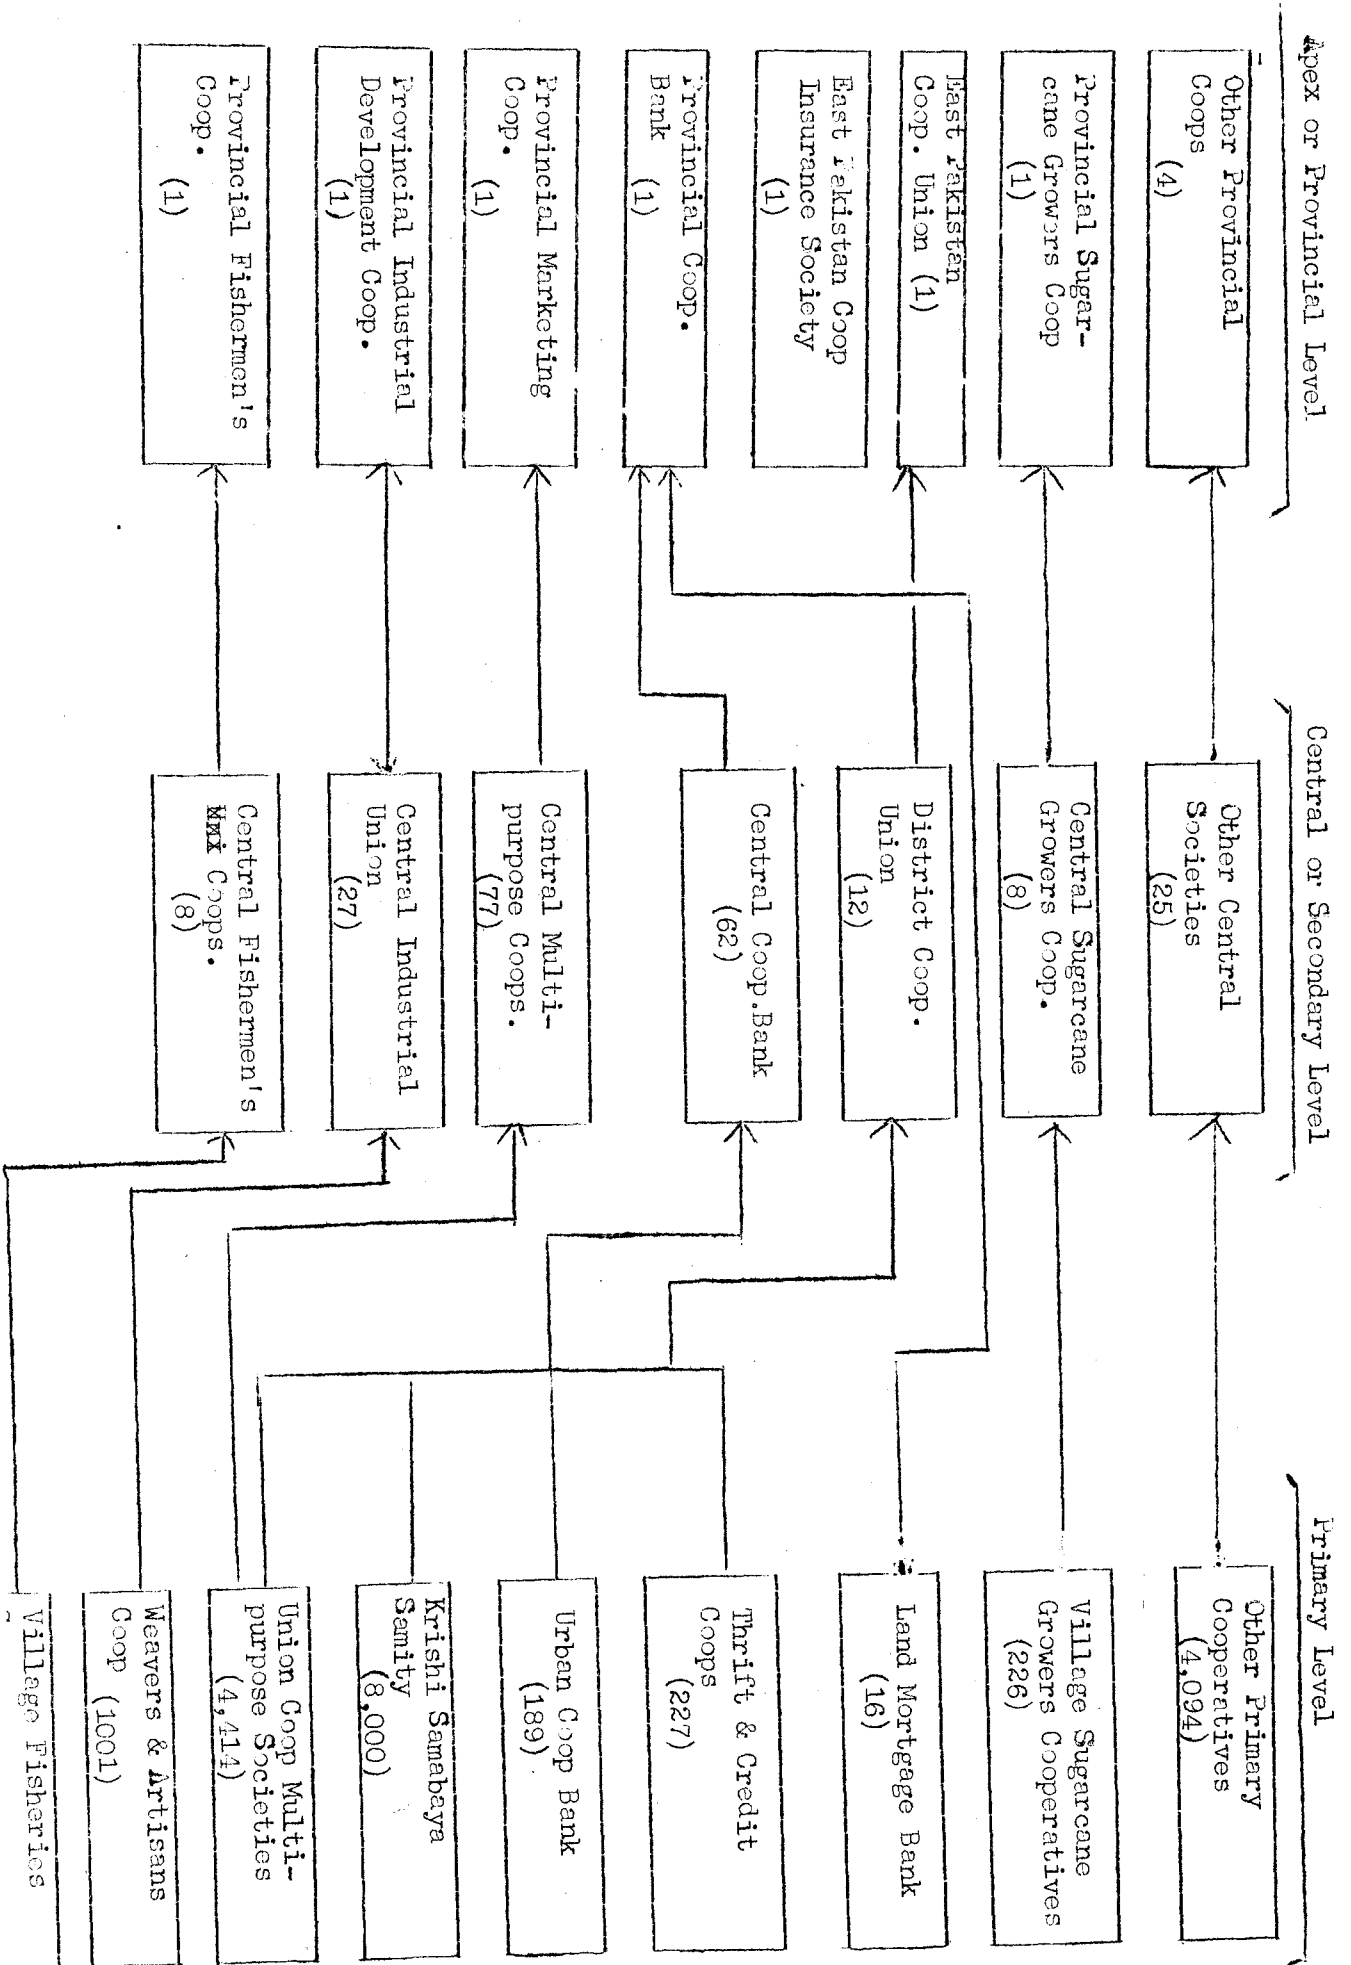 Apex or Provincial Level
Central or Secondary Level
Primary Level
Other Provincial
Coops
(4)
Other Central
Societies
(25)
Other Primary
Cooperatives
(4,094)
Provincial Sugar-
cane Growers Coop
(1)
Central Sugarcane
Growers Coop.
(8)
Village Sugarcane
Growers Cooperatives
(226)
East Pakistan
Coop. Union (1)
District Coop.
Union
(12)
Land Mortgage Bank
(16)
East Pakistan Coop
Insurance Society
(1)
Central Coop.Bank
(62)
Thrift & Credit
Coops
(227)
Provincial Coop.
Bank
(1)
Urban Coop Bank
(189)
Provincial Marketing
Coop.
(1)
Central Multi-
purpose Coops.
(77)
Krishi Samabaya
Samity
(8,000)
Provincial Industrial
Development Coop.
(1)
Central Industrial
Union
(27)
Union Coop Multi-
purpose Societies
(4,414)
Provincial Fishermen's
Coop.
(1)
Central Fishermen's
Coops.
(8)
Weavers & Artisans
Coop (1001)
Village Fisheries